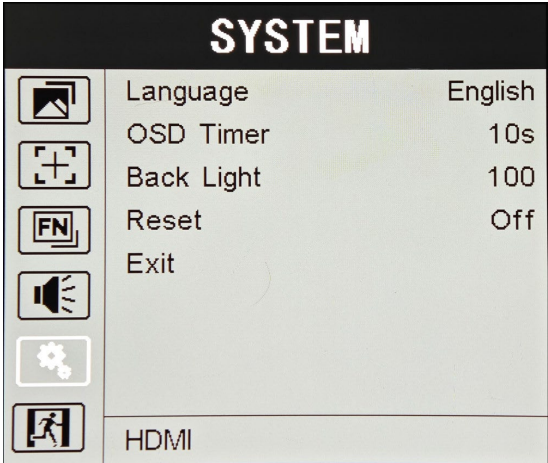 SYSTEM
Language English
OSD Timer 10s
Back Light 100
Reset Off
FN
Exit
HDMI